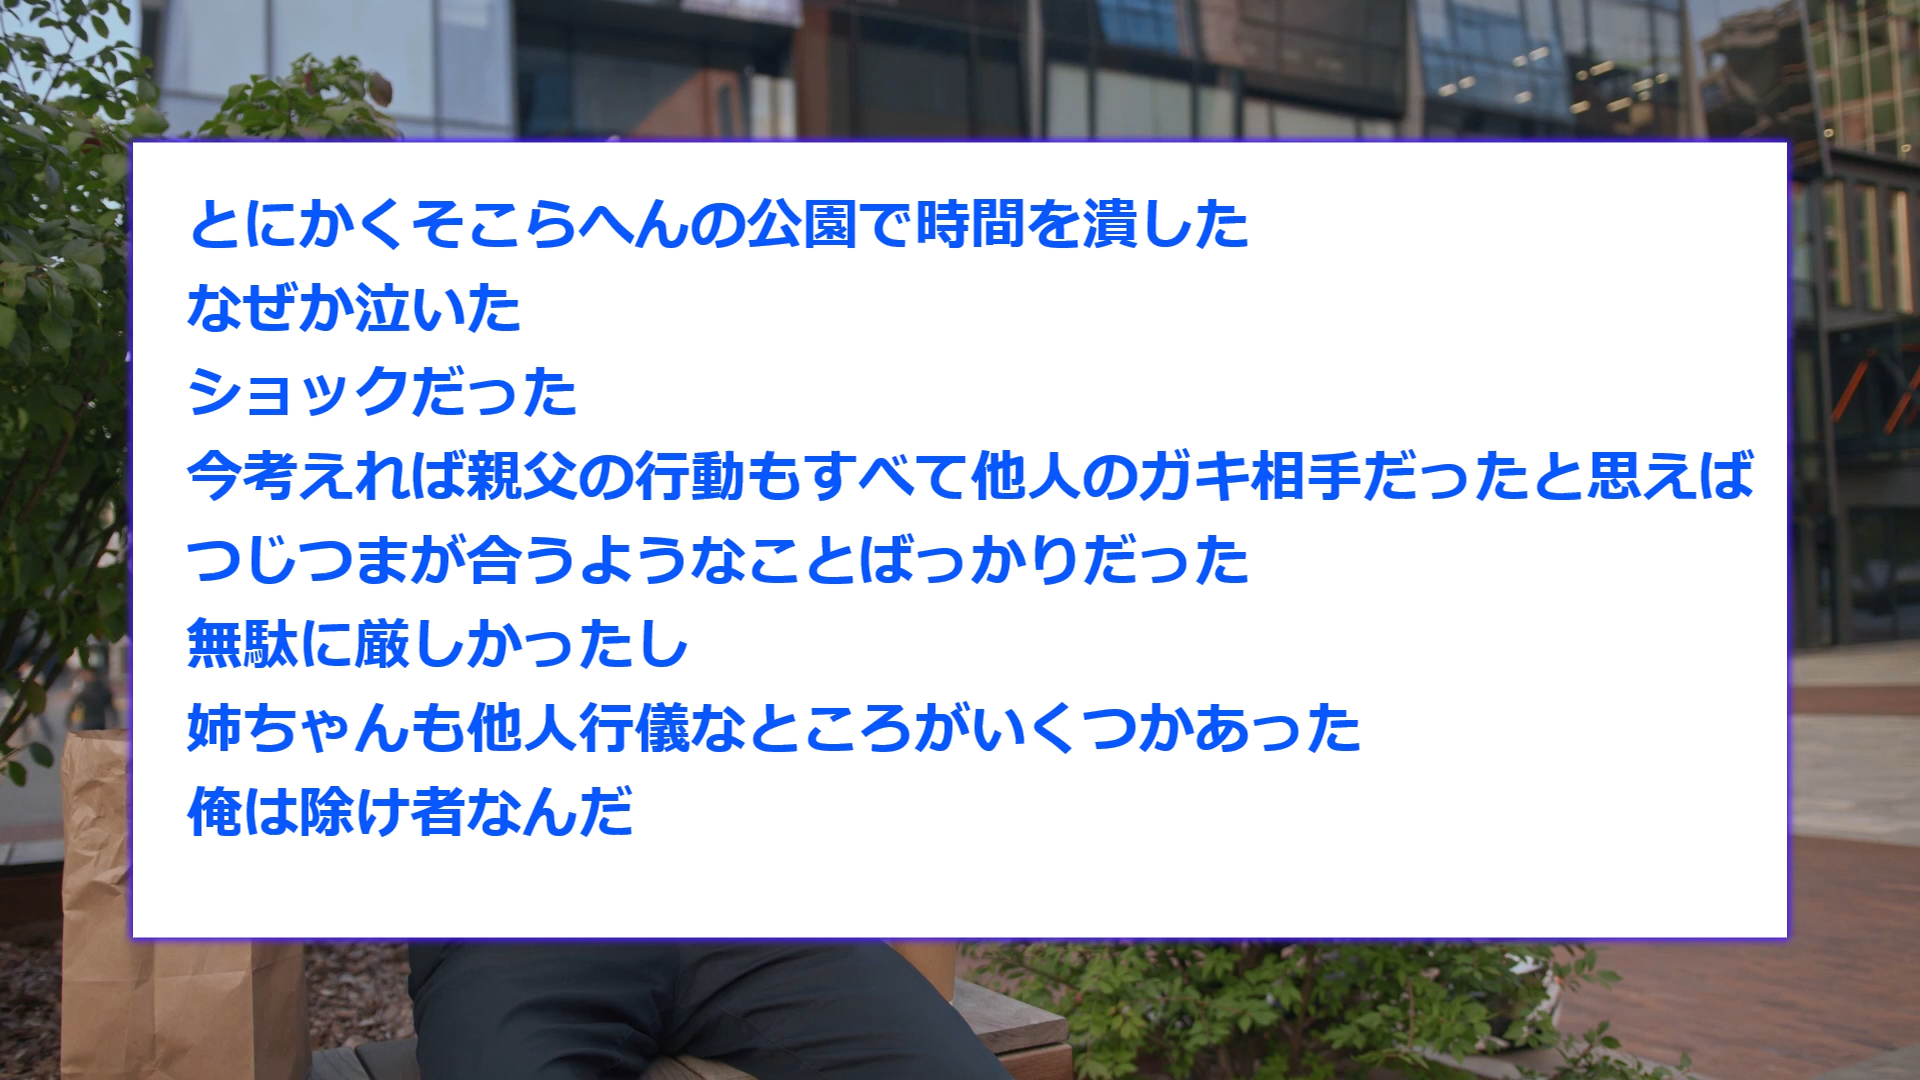 とにかくそこらへんの公園で時間を潰した
なぜか泣いた
ショックだった
今考えれば親父の行動もすべて他人のガキ相手だったと思えば
つじつまが合うようなことばっかりだった
無駄に厳しかったし
姉ちゃんも他人行儀なところがいくつかあった
俺は除け者なんだ